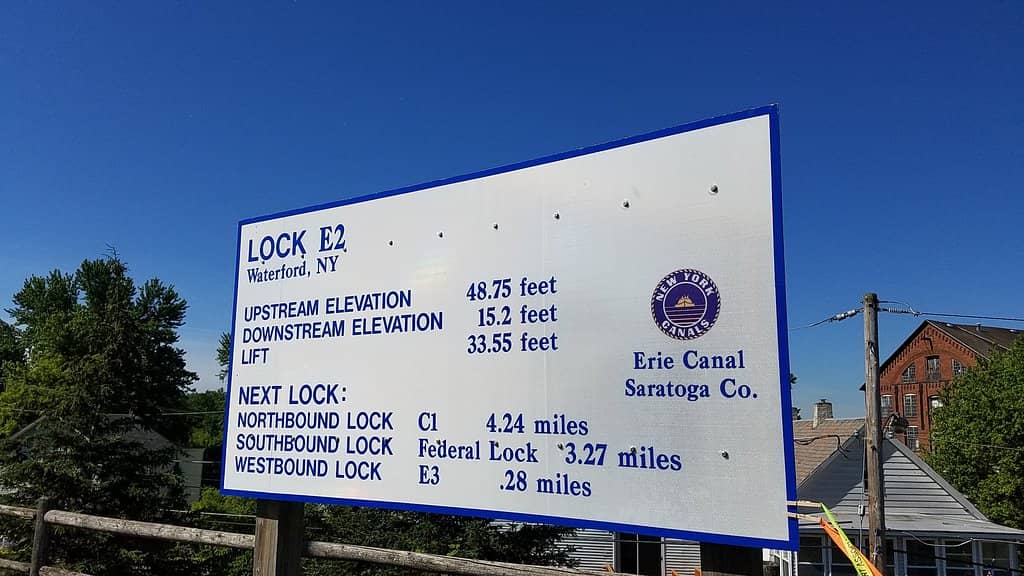 LOCK E2
Waterford, NY
UPSTREAM ELEVATION 48.75 feet
DOWNSTREAM ELEVATION 15.2 feet
LIFT 33.55 feet
NEW YORK
CANALS
Erie Canal
Saratoga Co.
NEXT LOCK:
NORTHBOUND LOCK C1 4.24 miles
SOUTHBOUND LOCK Federal Lock 3.27 miles
WESTBOUND LOCK E3 .28 miles